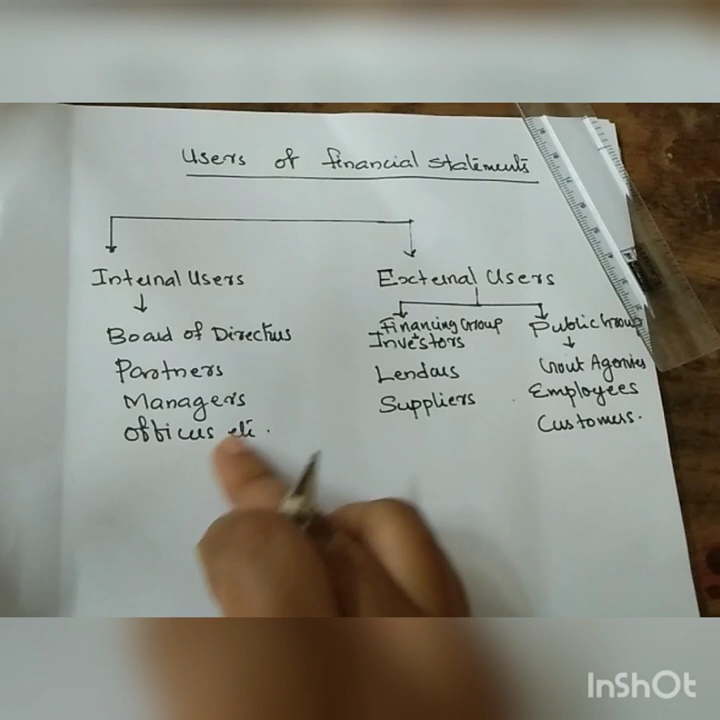 Users of financial statements
Internal Users
External Users
Board of Directors
Partners
Managers
Officers etc.
Financing Group
Investors
Lendors
Suppliers
Public Group
Govt Agencies
Employees
Customers.
InShOt